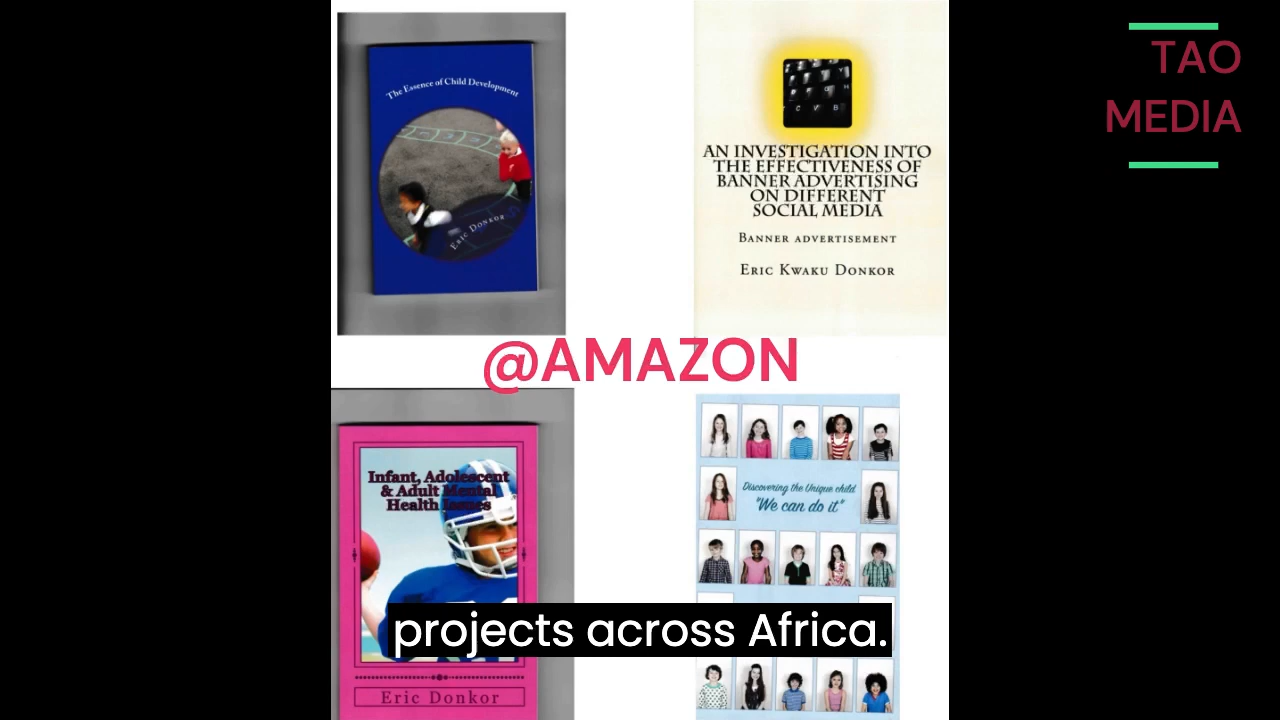 TAO
MEDIA
The Essence of Child Development
Eric Donkor
AN INVESTIGATION INTO
THE EFFECTIVENESS OF
BANNER ADVERTISING
ON DIFFERENT
SOCIAL MEDIA
Banner advertisement
Eric Kwaku Donkor
@AMAZON
Infant, Adolescent
& Adult Mental
Health Issues
Eric Donkor
Discovering the Unique child
"We can do it"
projects across Africa.